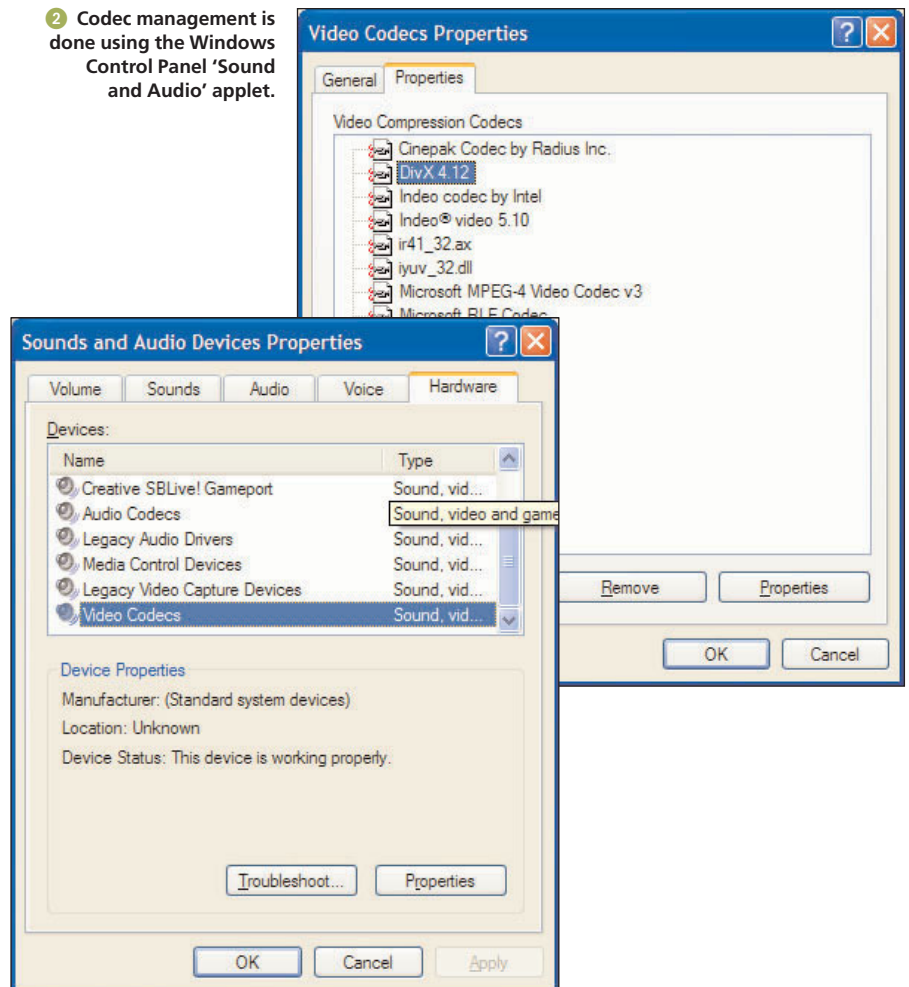 2 Codec management is
done using the Windows
Control Panel ‘Sound
and Audio’ applet.
Video Codecs Properties
General Properties
Video Compression Codecs
Cinepak Codec by Radius Inc.
DivX 4.12
Indeo codec by Intel
Indeo® video 5.10
ir41_32.ax
iyuv_32.dll
Microsoft MPEG-4 Video Codec v3
Microsoft RLE Codec
Remove Properties
OK Cancel
Sounds and Audio Devices Properties
Volume Sounds Audio Voice Hardware
Devices:
Name Type
Creative SBLive! Gameport Sound, vid...
Audio Codecs Sound, video and game
Legacy Audio Drivers Sound, vid...
Media Control Devices Sound, vid...
Legacy Video Capture Devices Sound, vid...
Video Codecs Sound, vid...
Device Properties
Manufacturer: (Standard system devices)
Location: Unknown
Device Status: This device is working properly.
Troubleshoot... Properties
OK Cancel Apply